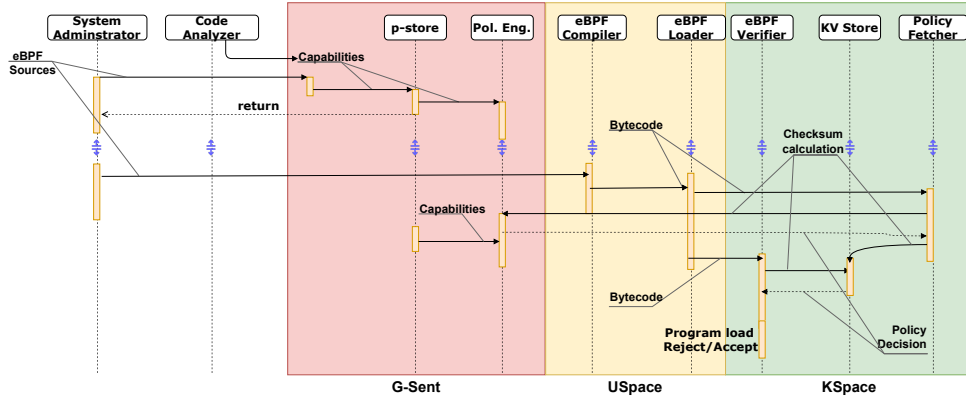 System
Adminstrator
Code
Analyzer
p-store
Pol. Eng.
eBPF
Compiler
eBPF
Loader
eBPF
Verifier
KV Store
Policy
Fetcher
eBPF
Sources
Capabilities
return
Bytecode
Checksum
calculation
Capabilities
Bytecode
Program load
Reject/Accept
Policy
Decision
G-Sent
USpace
KSpace